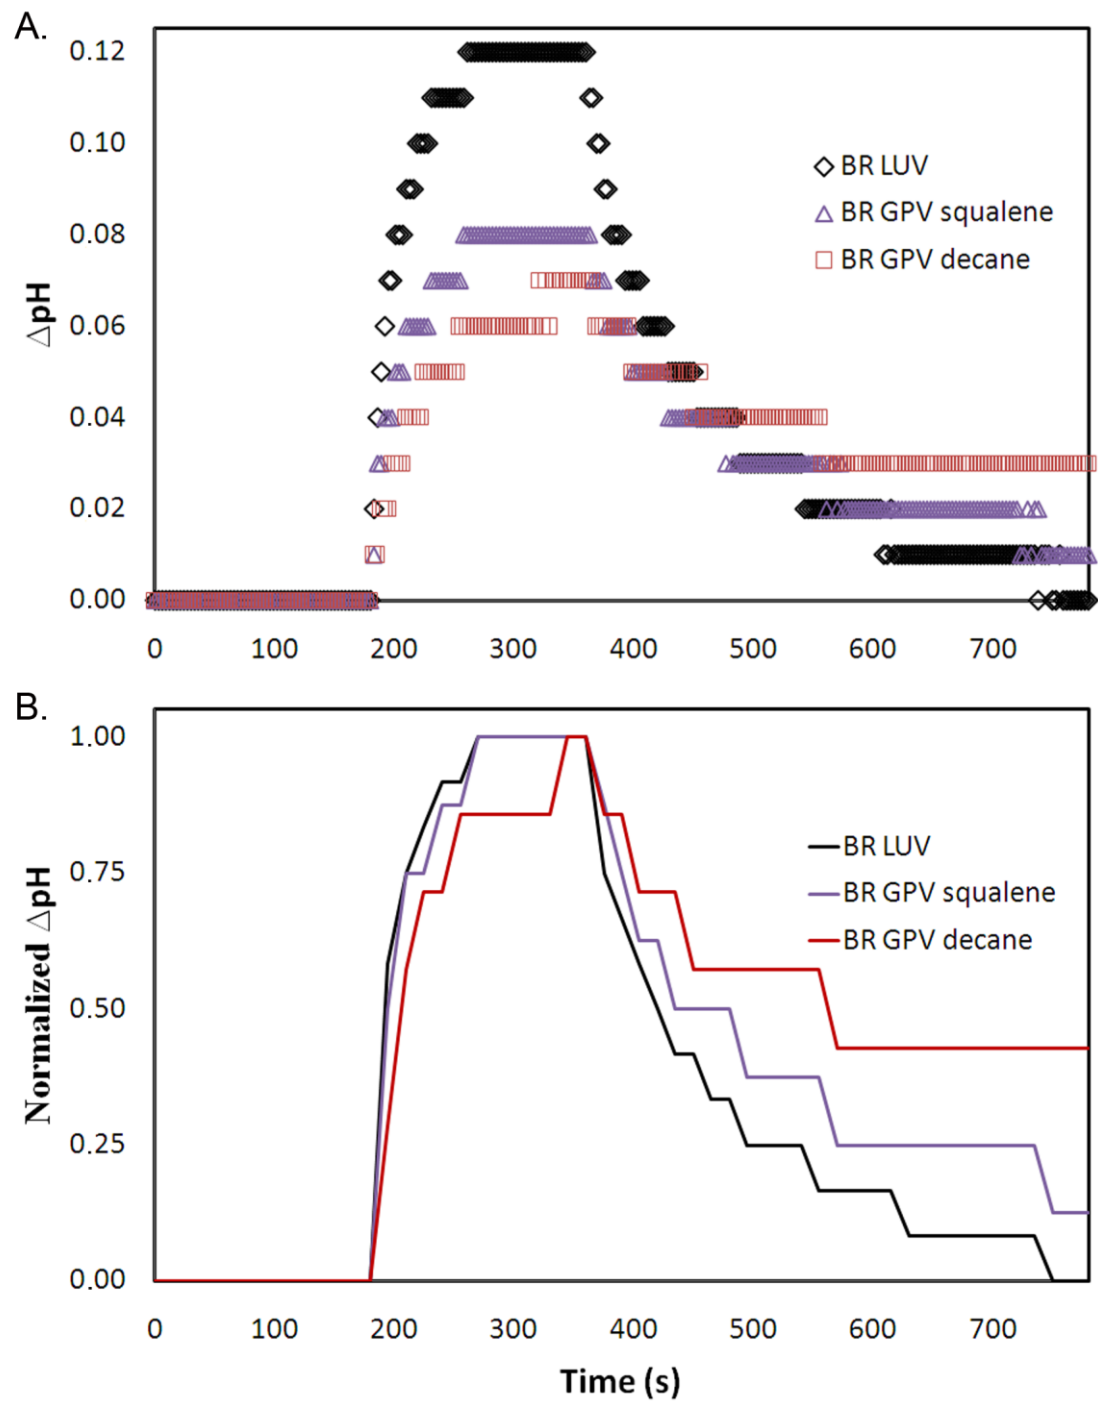 A.
0.12
0.10
0.08
0.06
0.04
0.02
0.00
△pH
BR LUV
BR GPV squalene
BR GPV decane
0 100 200 300 400 500 600 700
B.
1.00
0.75
0.50
0.25
0.00
Normalized △pH
BR LUV
BR GPV squalene
BR GPV decane
0 100 200 300 400 500 600 700
Time (s)